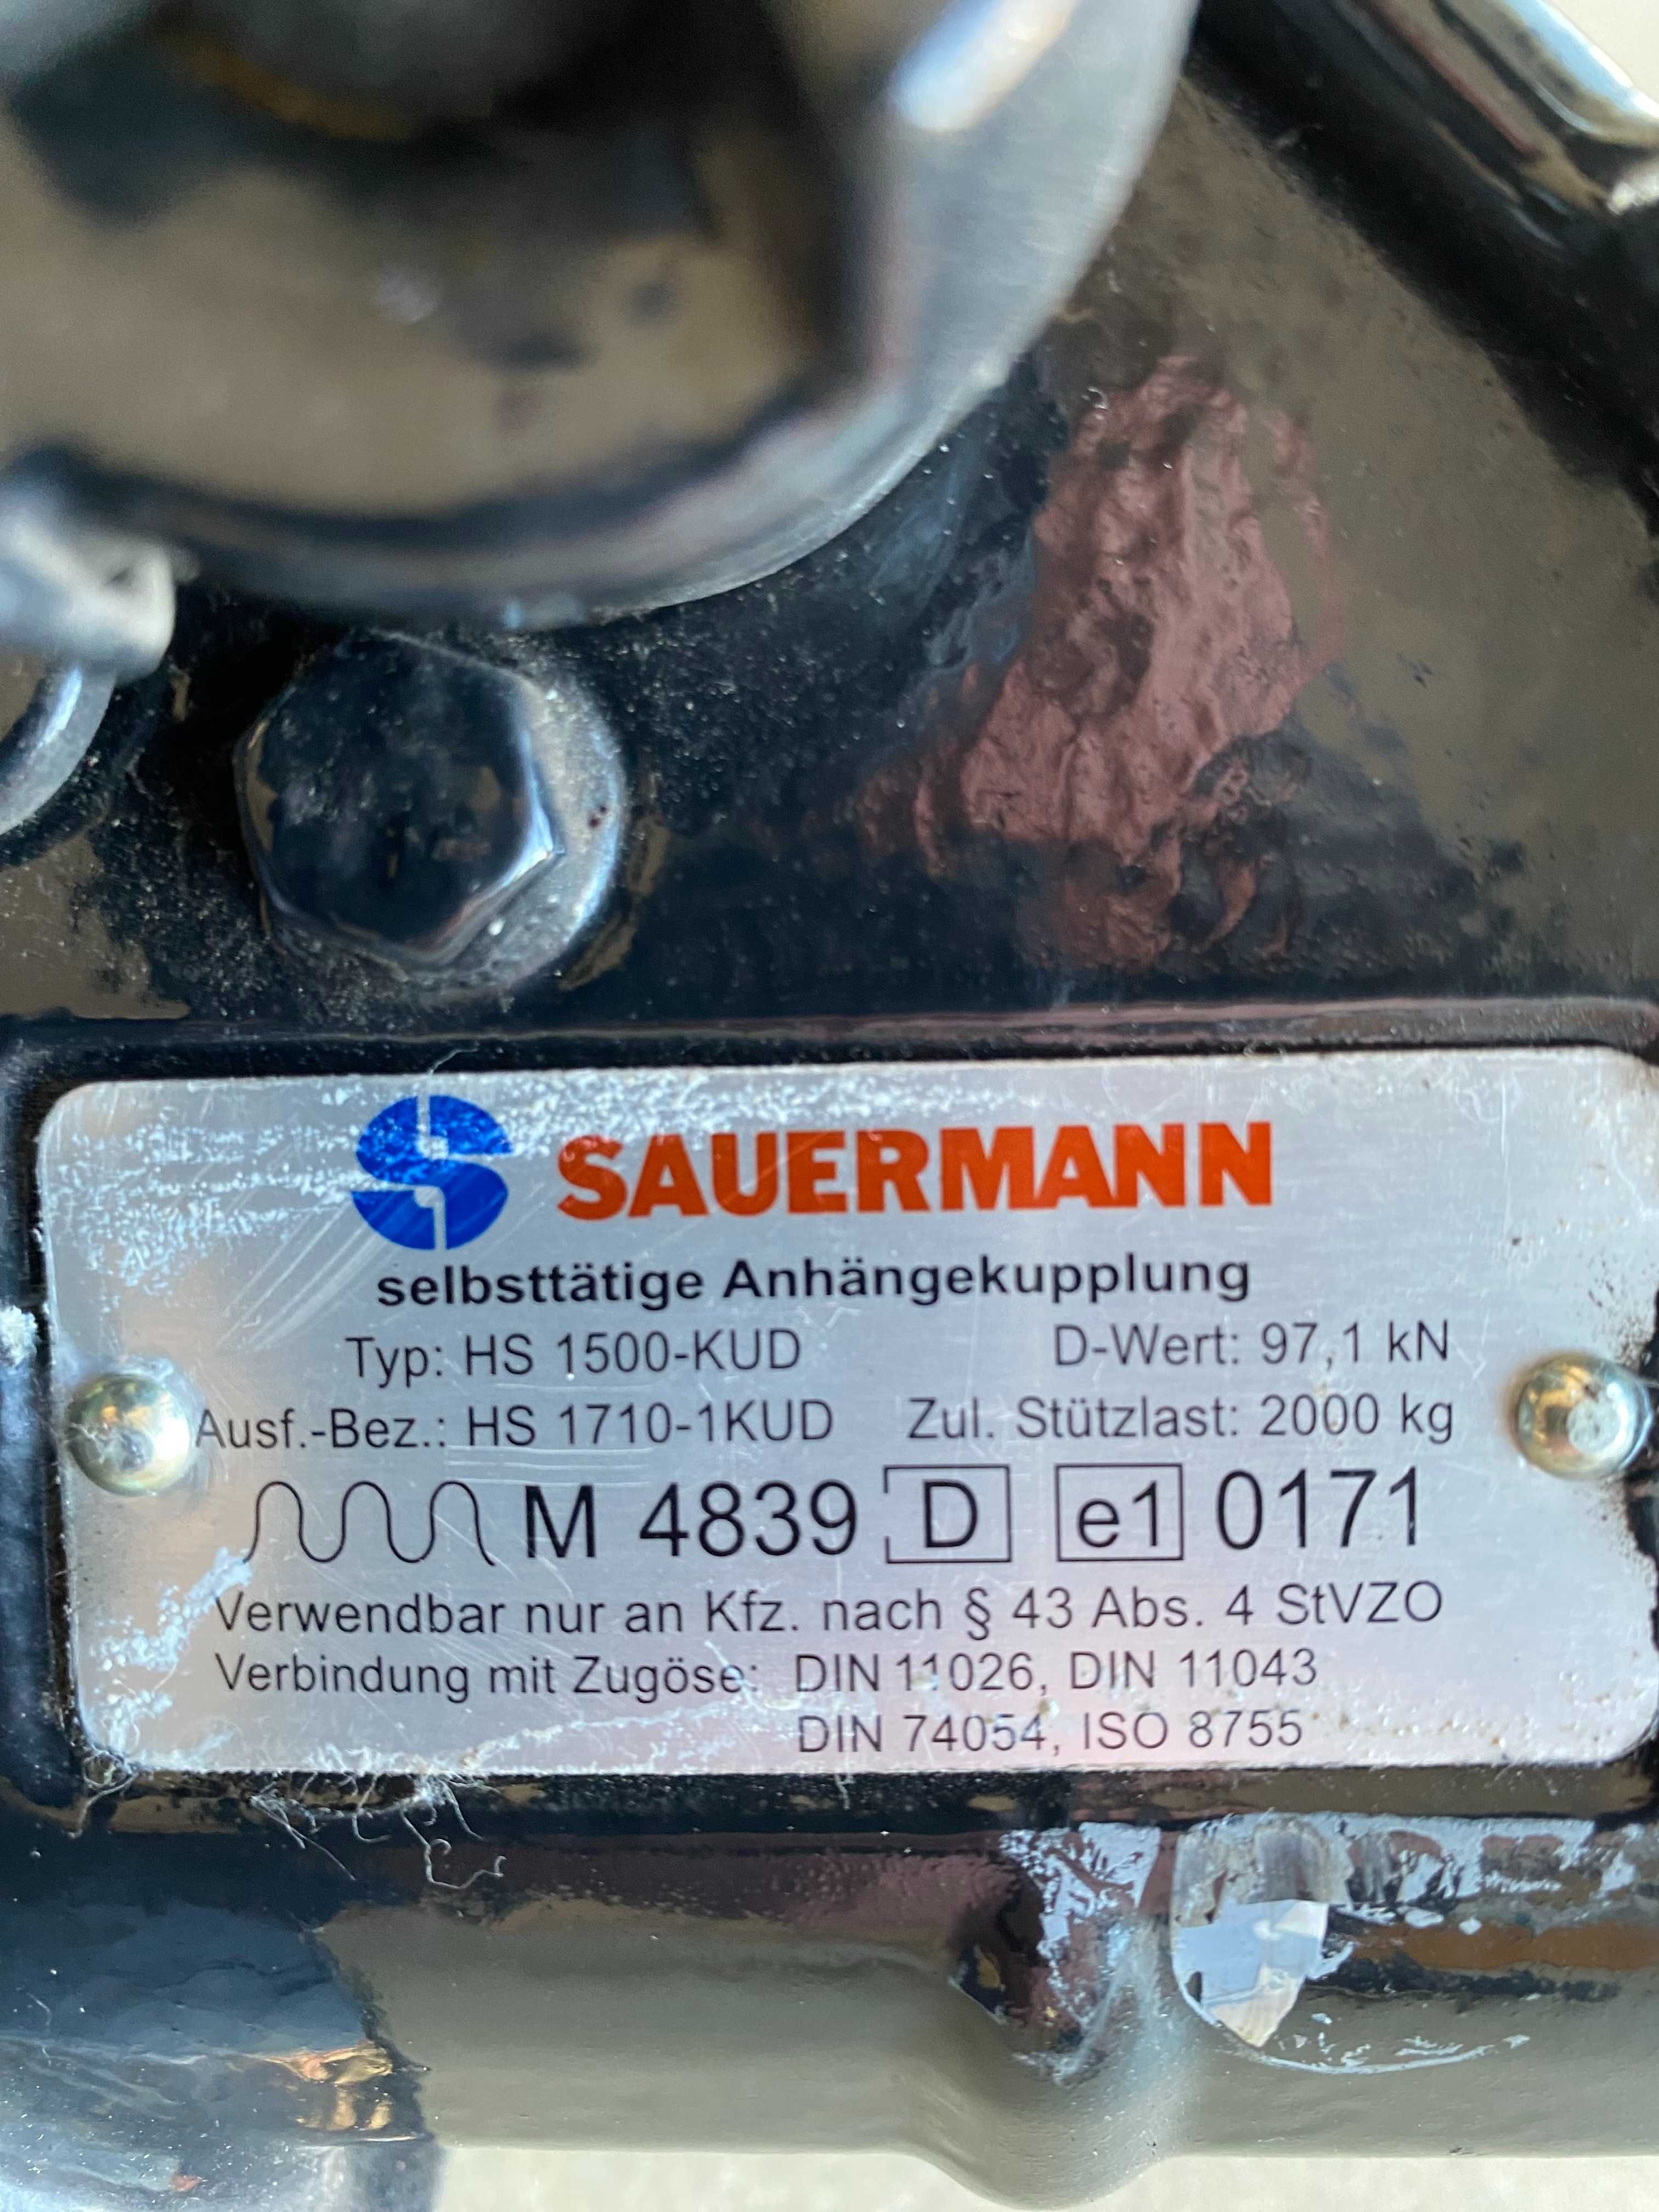 SAUERMANN
selbsttätige Anhängekupplung
Typ: HS 1500-KUD D-Wert: 97,1 kN
Ausf.-Bez.: HS 1710-1KUD Zul. Stützlast: 2000 kg
M 4839 D e1 0171
Verwendbar nur an Kfz. nach § 43 Abs. 4 StVZO
Verbindung mit Zugöse: DIN 11026, DIN 11043
DIN 74054, ISO 8755